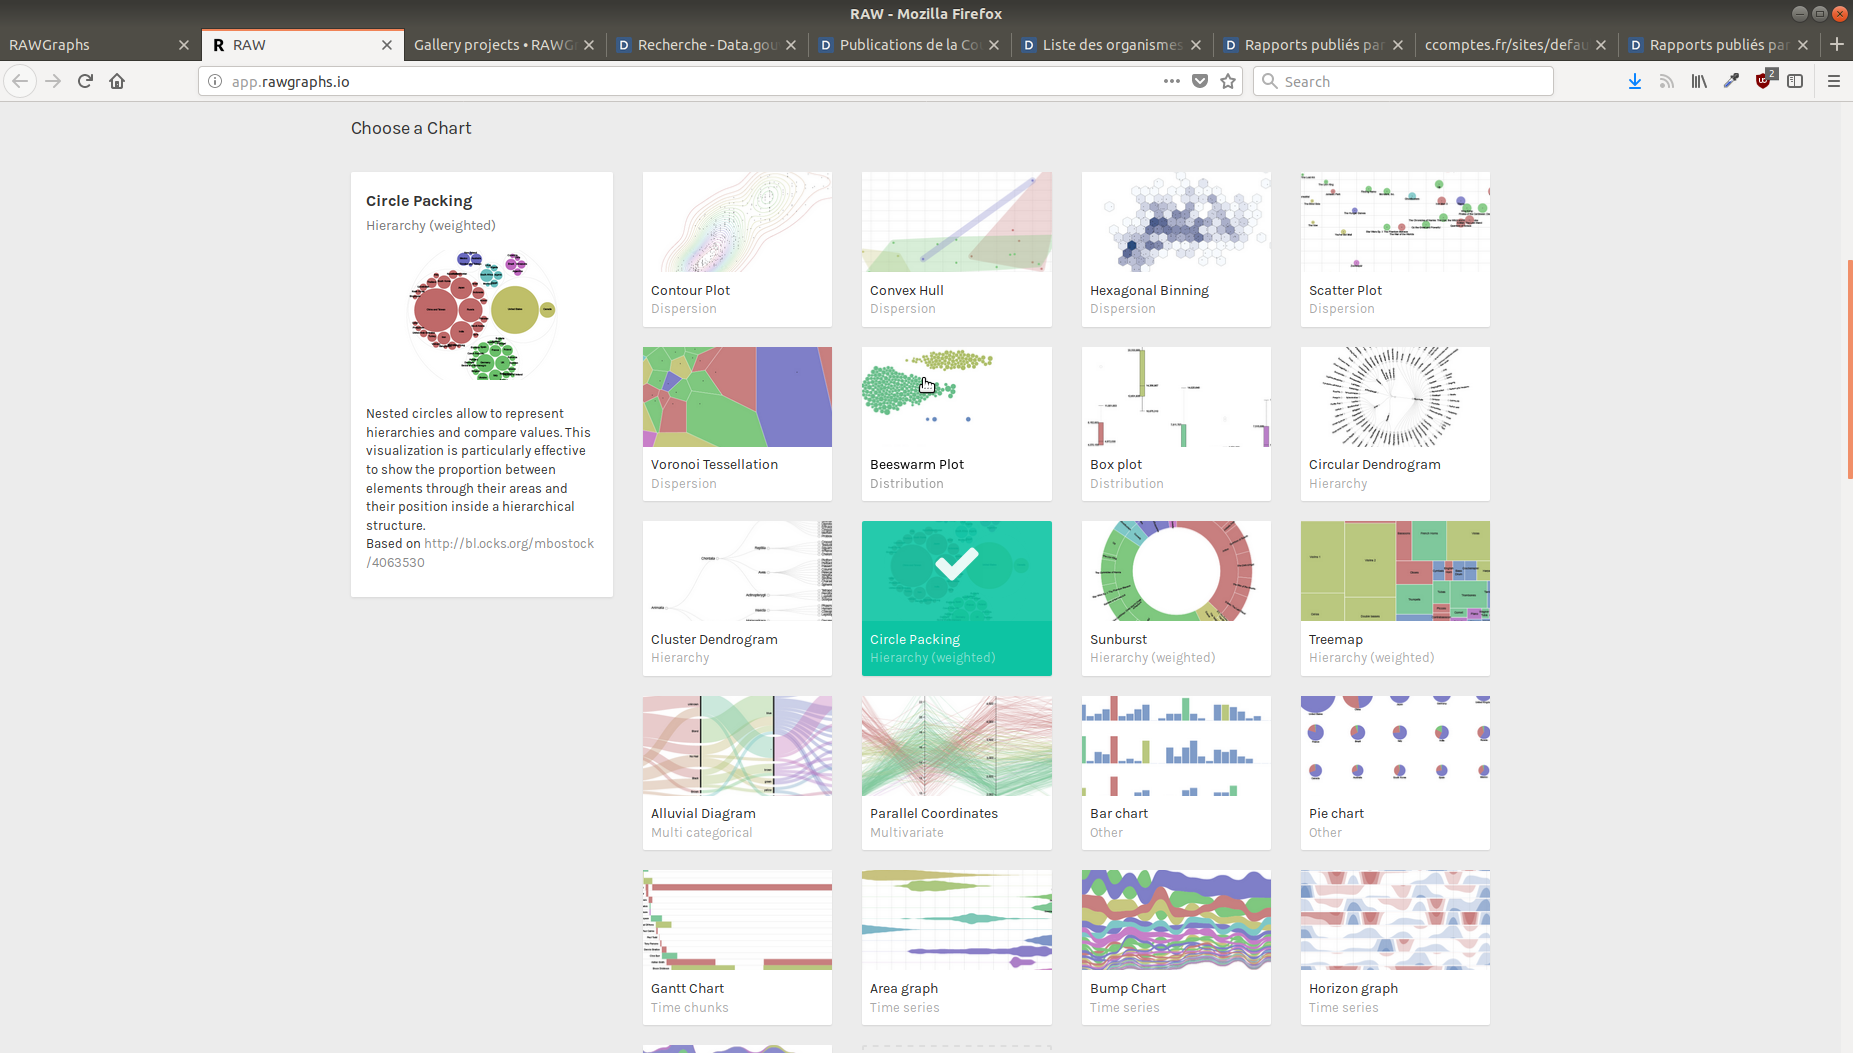 RAW - Mozilla Firefox
RAWGraphs
R RAW
Gallery projects • RAWG
D Recherche - Data.gou
D Publications de la Co
D Liste des organismes
D Rapports publiés par
ccomptes.fr/sites/defau
D Rapports publiés par
app.rawgraphs.io
Search
2
Choose a Chart
Circle Packing
Hierarchy (weighted)
Nested circles allow to represent
hierarchies and compare values. This
visualization is particularly effective
to show the proportion between
elements through their areas and
their position inside a hierarchical
structure.
Based on http://bl.ocks.org/mbostock
/4063530
Contour Plot
Dispersion
Convex Hull
Dispersion
Hexagonal Binning
Dispersion
Scatter Plot
Dispersion
Voronoi Tessellation
Dispersion
Beeswarm Plot
Distribution
Box plot
Distribution
Circular Dendrogram
Hierarchy
Cluster Dendrogram
Hierarchy
Circle Packing
Hierarchy (weighted)
Sunburst
Hierarchy (weighted)
Treemap
Hierarchy (weighted)
Alluvial Diagram
Multi categorical
Parallel Coordinates
Multivariate
Bar chart
Other
Pie chart
Other
Gantt Chart
Time chunks
Area graph
Time series
Bump Chart
Time series
Horizon graph
Time series